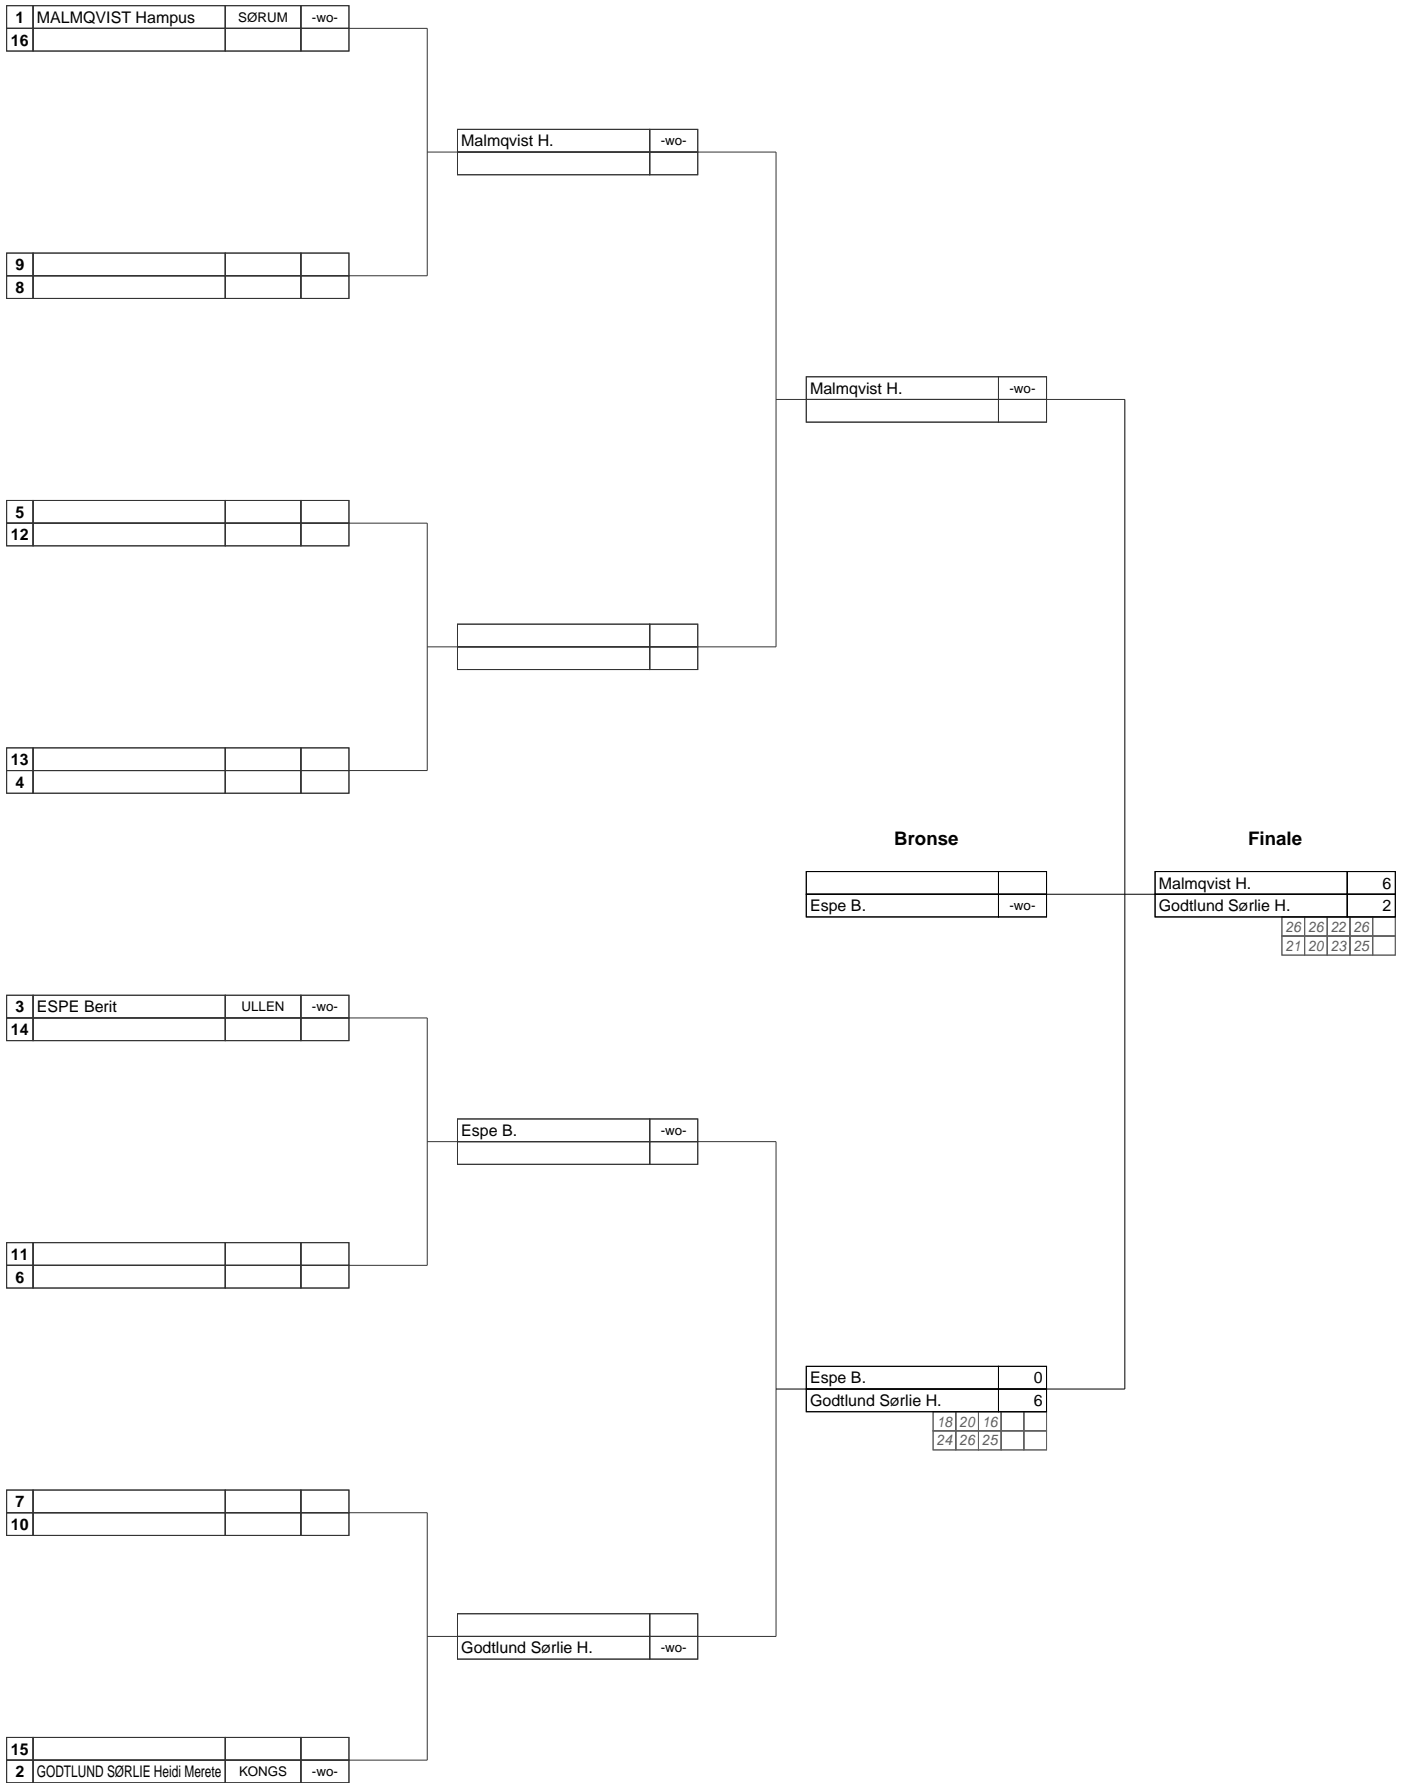 1 MALMQVIST Hampus SØRUM -wo-
16
Malmqvist H. -wo-
9
8
Malmqvist H. -wo-
5
12
13
4
Bronse Finale
Malmqvist H. 6
Espe B. -wo- Godtlund Sørlie H. 2
26 26 22 26
21 20 23 25
3 ESPE Berit ULLEN -wo-
14
Espe B. -wo-
11
6
Espe B. 0
Godtlund Sørlie H. 6
18 20 16
24 26 25
7
10
Godtlund Sørlie H. -wo-
15
2 GODTLUND SØRLIE Heidi Merete KONGS -wo-